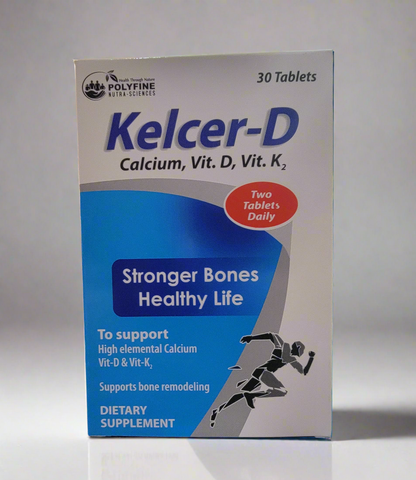 Health Through Nature
POLYFINE
NUTRA-SCIENCES
30 Tablets
Kelcer-D
Calcium, Vit. D, Vit. K₂
Two
Tablets
Daily
Stronger Bones
Healthy Life
To support
High elemental Calcium
Vit-D & Vit-K₂
Supports bone remodeling
DIETARY
SUPPLEMENT